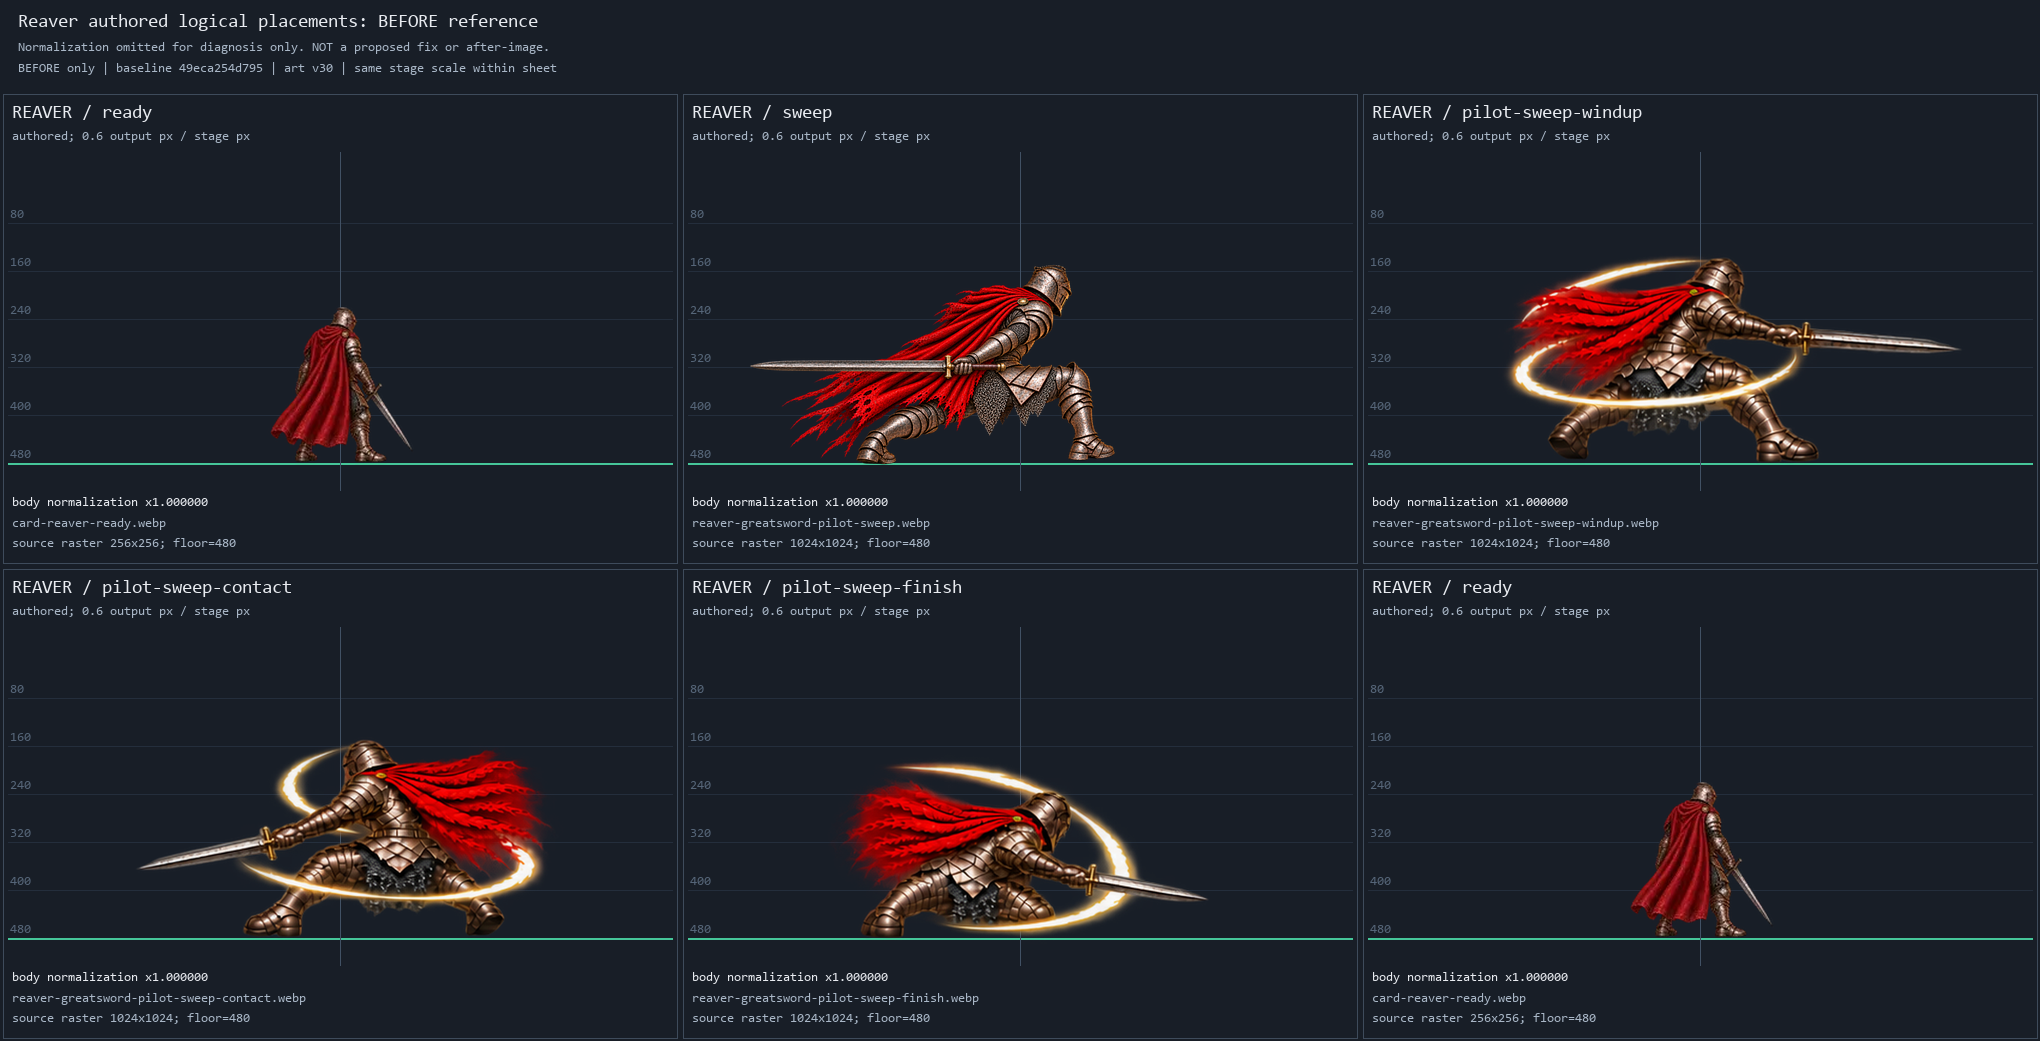 Reaver authored logical placements: BEFORE reference
Normalization omitted for diagnosis only. NOT a proposed fix or after-image.
BEFORE only | baseline 49eca254d795 | art v30 | same stage scale within sheet
REAVER / ready
authored; 0.6 output px / stage px
80
160
240
320
400
480
body normalization x1.000000
card-reaver-ready.webp
source raster 256x256; floor=480
REAVER / sweep
authored; 0.6 output px / stage px
80
160
240
320
400
480
body normalization x1.000000
reaver-greatsword-pilot-sweep.webp
source raster 1024x1024; floor=480
REAVER / pilot-sweep-windup
authored; 0.6 output px / stage px
80
160
240
320
400
480
body normalization x1.000000
reaver-greatsword-pilot-sweep-windup.webp
source raster 1024x1024; floor=480
REAVER / pilot-sweep-contact
authored; 0.6 output px / stage px
80
160
240
320
400
480
body normalization x1.000000
reaver-greatsword-pilot-sweep-contact.webp
source raster 1024x1024; floor=480
REAVER / pilot-sweep-finish
authored; 0.6 output px / stage px
80
160
240
320
400
480
body normalization x1.000000
reaver-greatsword-pilot-sweep-finish.webp
source raster 1024x1024; floor=480
REAVER / ready
authored; 0.6 output px / stage px
80
160
240
320
400
480
body normalization x1.000000
card-reaver-ready.webp
source raster 256x256; floor=480